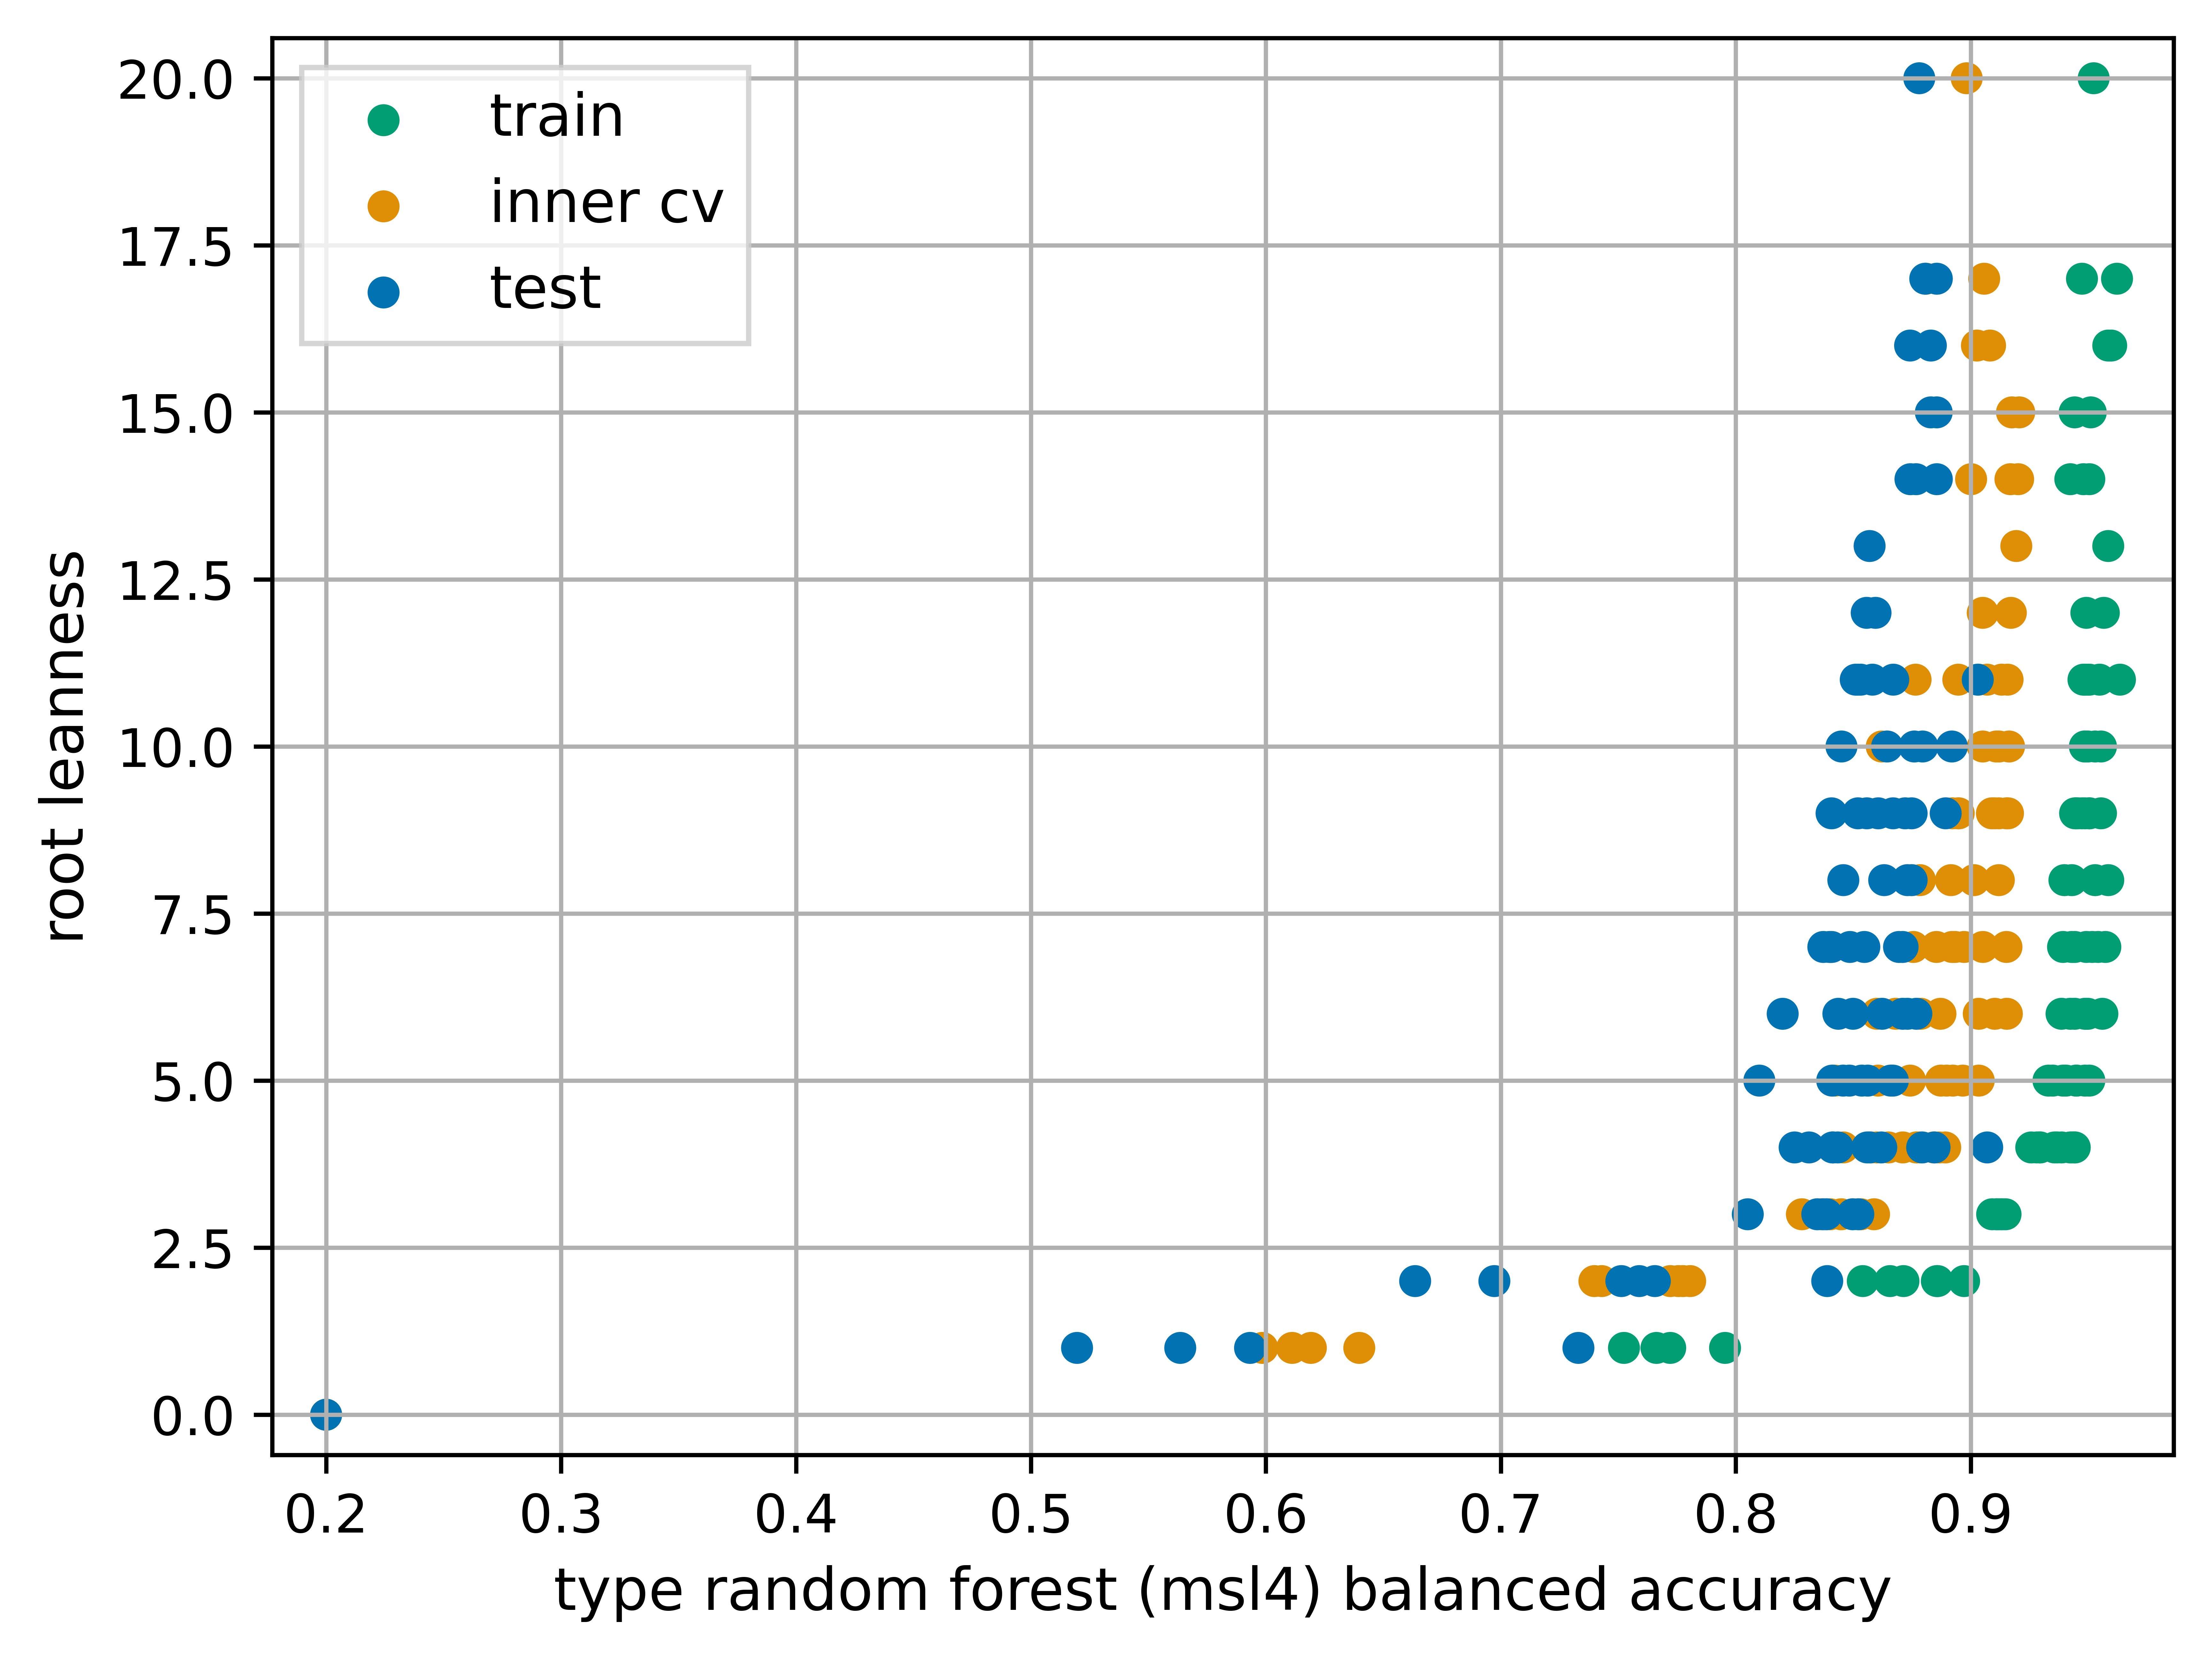 train
inner cv
test
20.0
17.5
15.0
12.5
10.0
7.5
5.0
2.5
0.0
root leanness
0.2 0.3 0.4 0.5 0.6 0.7 0.8 0.9
type random forest (msl4) balanced accuracy